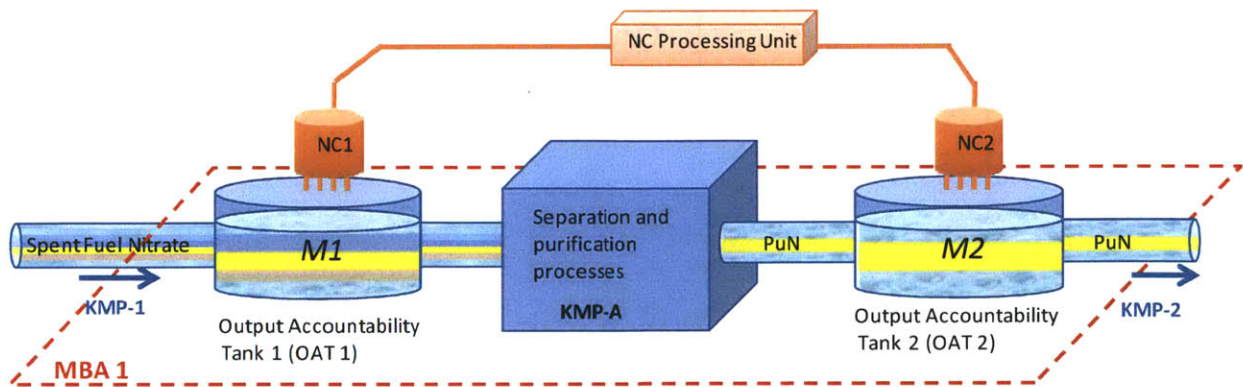 NC Processing Unit
NC1
NC2
Spent Fuel Nitrate
M1
Separation and
purification
processes
KMP-A
PuN
M2
PuN
KMP-1
KMP-2
Output Accountability
Tank 1 (OAT 1)
Output Accountability
Tank 2 (OAT 2)
MBA 1